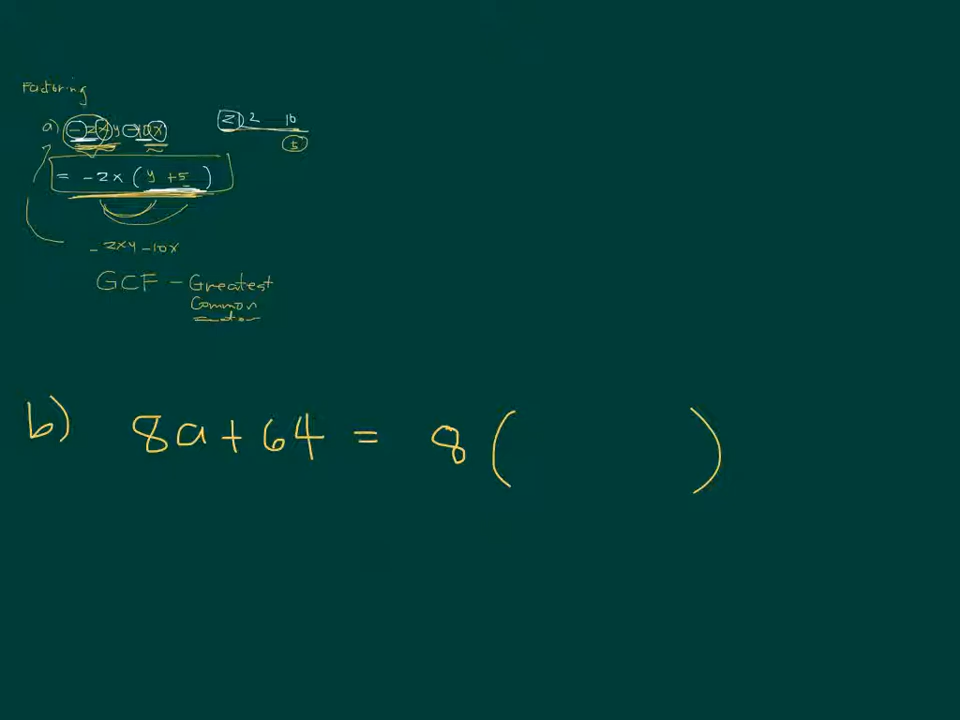 Factoring
a) -2xy -10x
2 2 10
5
= -2x ( y +5 )
- 2xy -10x
GCF - Greatest
Common
b) 8a + 64 = 8 ( )